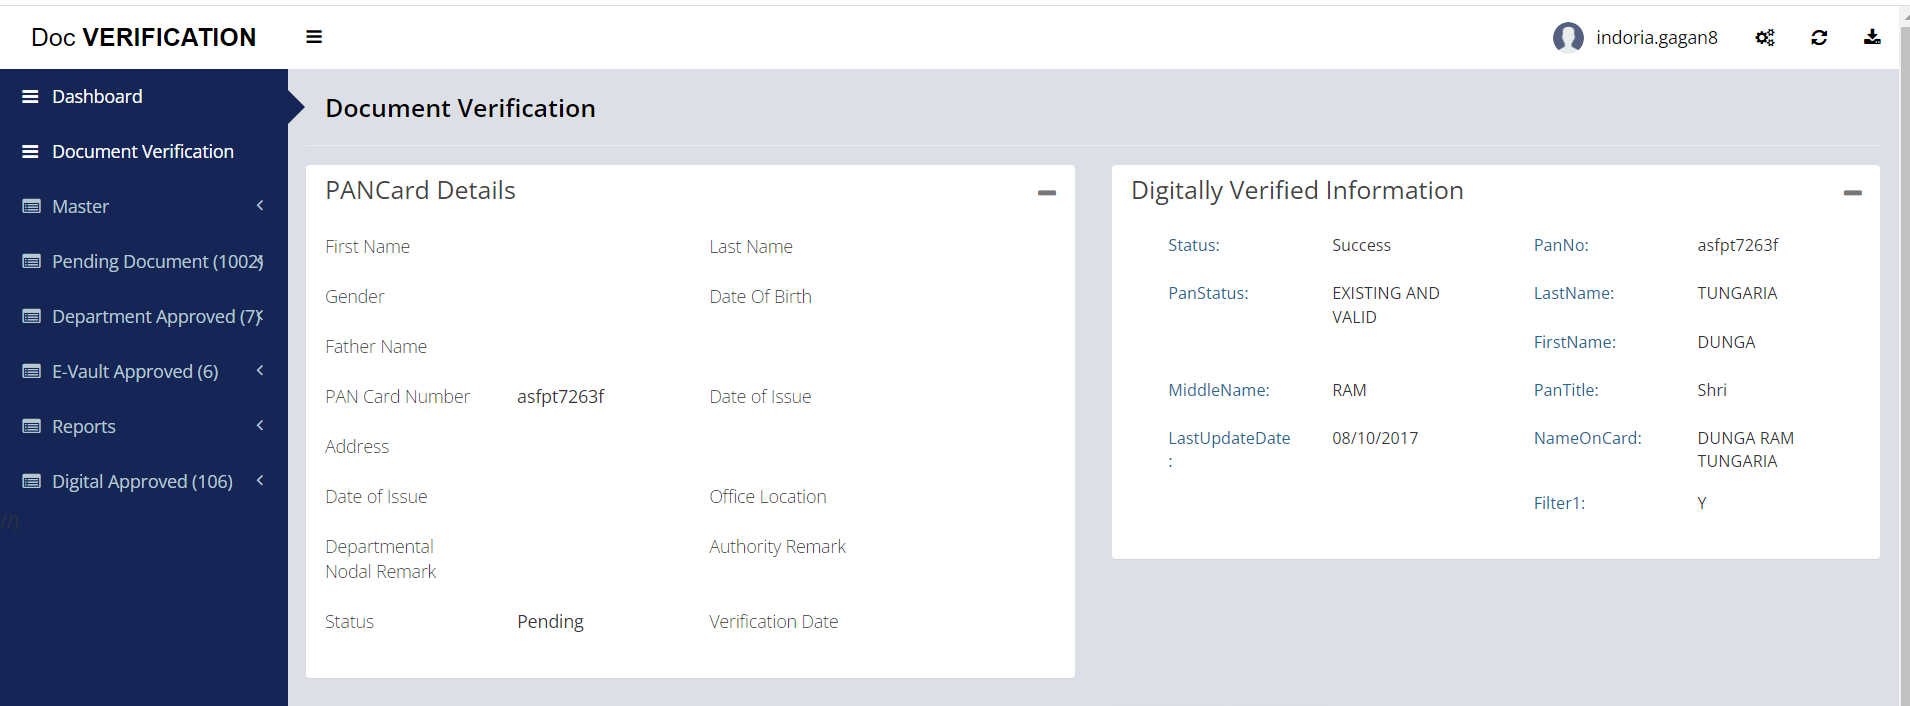 Doc VERIFICATION
indoria.gagan8
Dashboard
Document Verification
Master
Pending Document (1002)
Department Approved (7)
E-Vault Approved (6)
Reports
Digital Approved (106)
//}
Document Verification
PANCard Details
First Name
Last Name
Gender
Date Of Birth
Father Name
PAN Card Number asfpt7263f
Date of Issue
Address
Date of Issue
Office Location
Departmental
Nodal Remark
Authority Remark
Status Pending
Verification Date
Digitally Verified Information
Status: Success
PanNo: asfpt7263f
PanStatus: EXISTING AND
VALID
LastName: TUNGARIA
FirstName: DUNGA
MiddleName: RAM
PanTitle: Shri
LastUpdateDate 08/10/2017
:
NameOnCard: DUNGA RAM
TUNGARIA
Filter1: Y